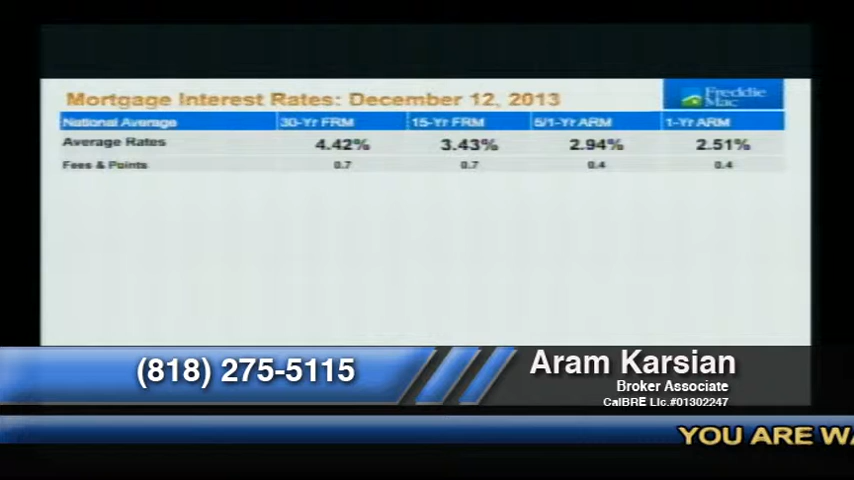 Mortgage Interest Rates: December 12, 2013
Freddie
Mac
National Average 30-Yr FRM 15-Yr FRM 5/1-Yr ARM 1-Yr ARM
Average Rates 4.42% 3.43% 2.94% 2.51%
Fees & Points 0.7 0.7 0.4 0.4
(818) 275-5115
Aram Karsian
Broker Associate
CalBRE Lic.#01302247
YOU ARE WA